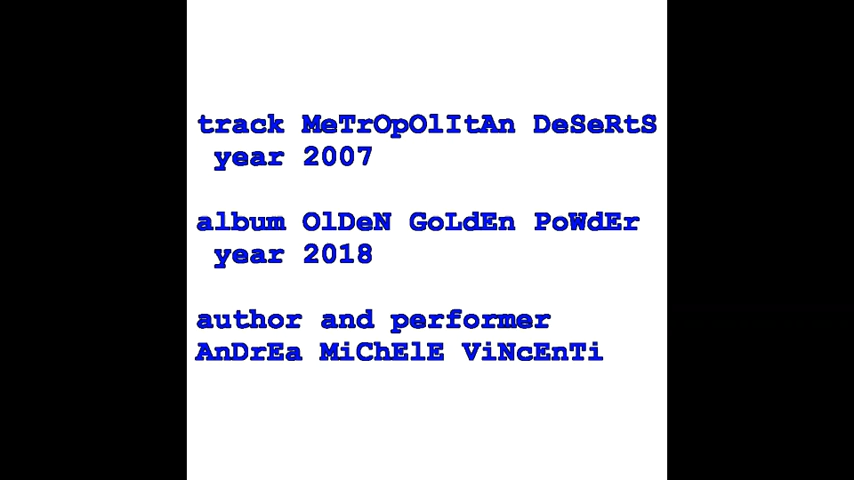 track MeTrOpOlItAn DeSeRtS
year 2007
album OlDeN GoLdEn PoWdEr
year 2018
author and performer
AnDrEa MiChElE ViNcEnTi